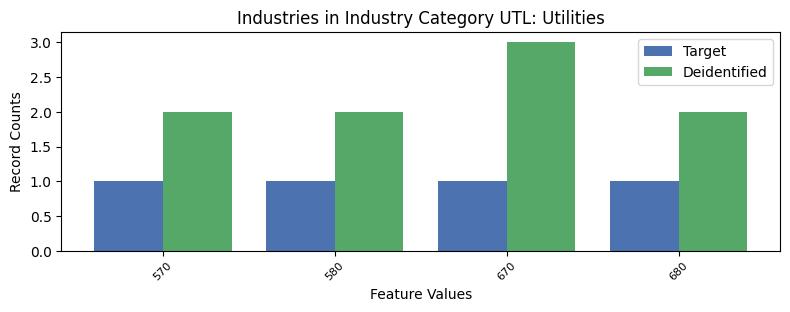 Industries in Industry Category UTL: Utilities
Target
Deidentified
Record Counts
3.0
2.5
2.0
1.5
1.0
0.5
0.0
570
580
670
680
Feature Values